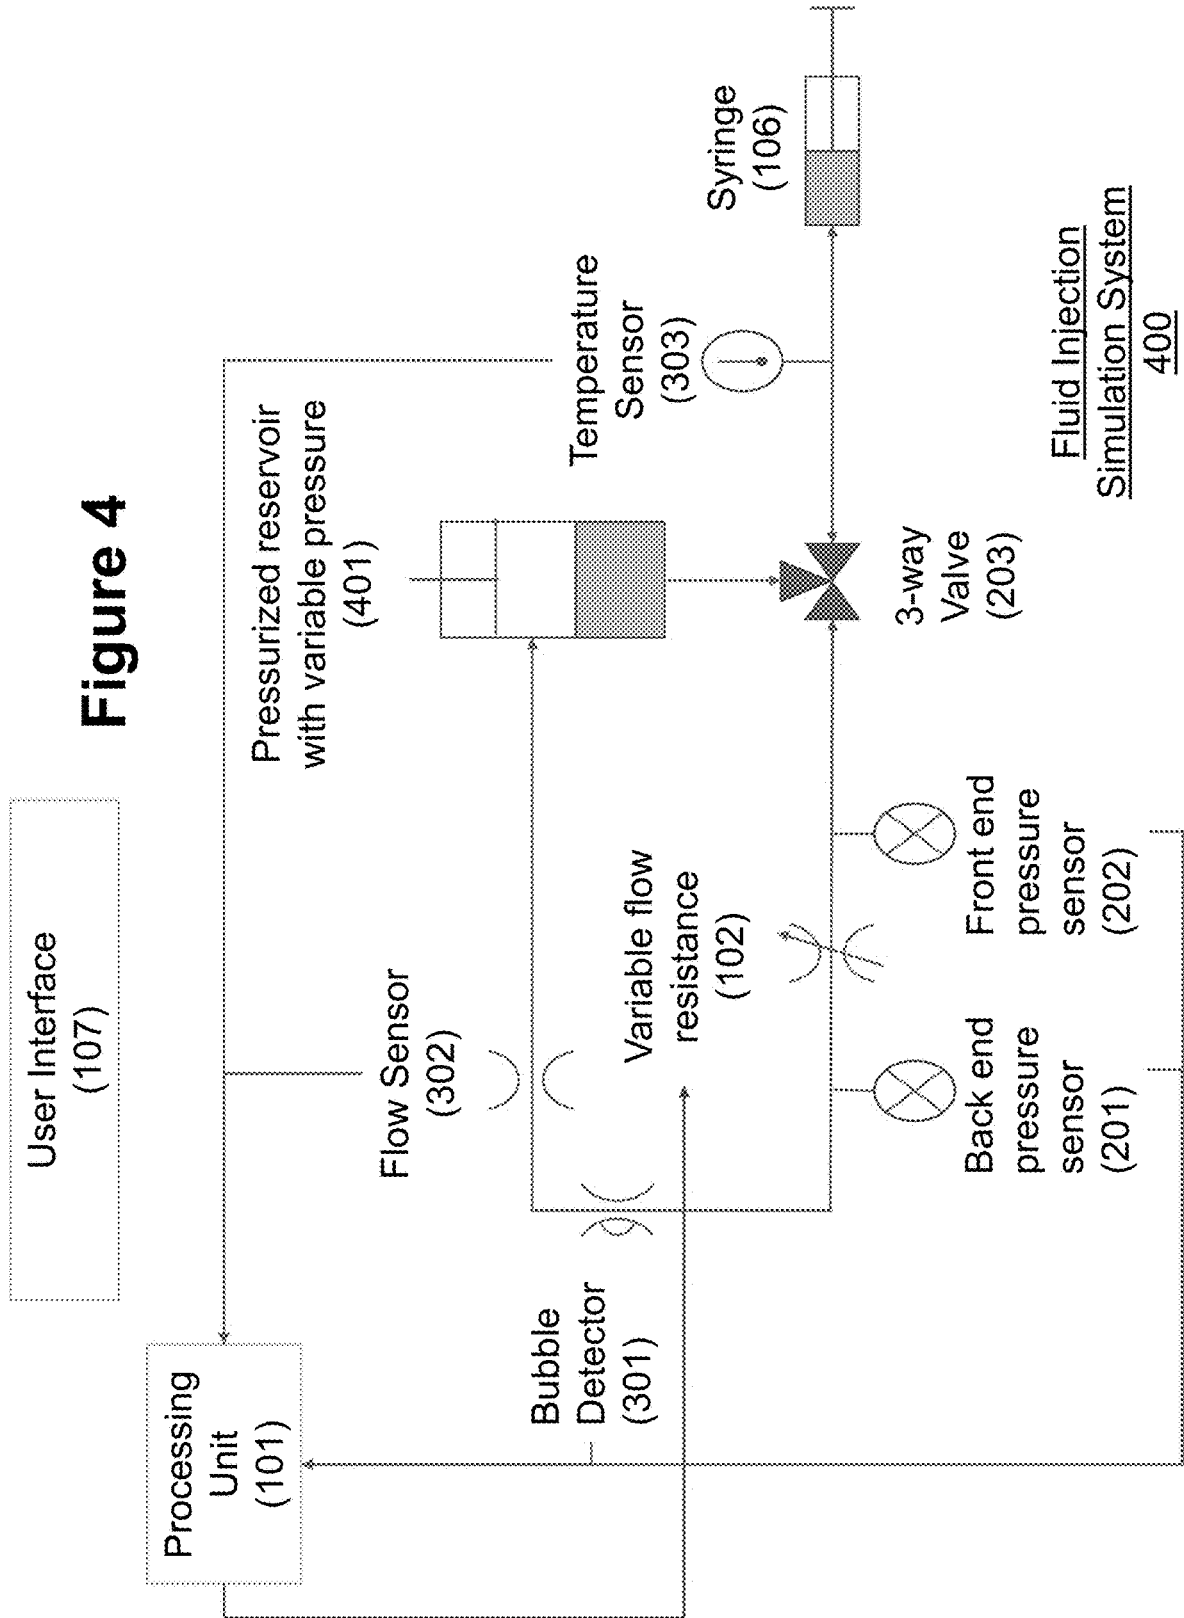 Figure 4
User Interface
(107)
Processing
Unit
(101)
Pressurized reservoir
with variable pressure
(401)
Flow Sensor
(302)
Temperature
Sensor
(303)
Bubble
Detector
(301)
Variable flow
resistance
(102)
Syringe
(106)
3-way
Valve
(203)
Back end
pressure
sensor
(201)
Front end
pressure
sensor
(202)
Fluid Injection
Simulation System
400